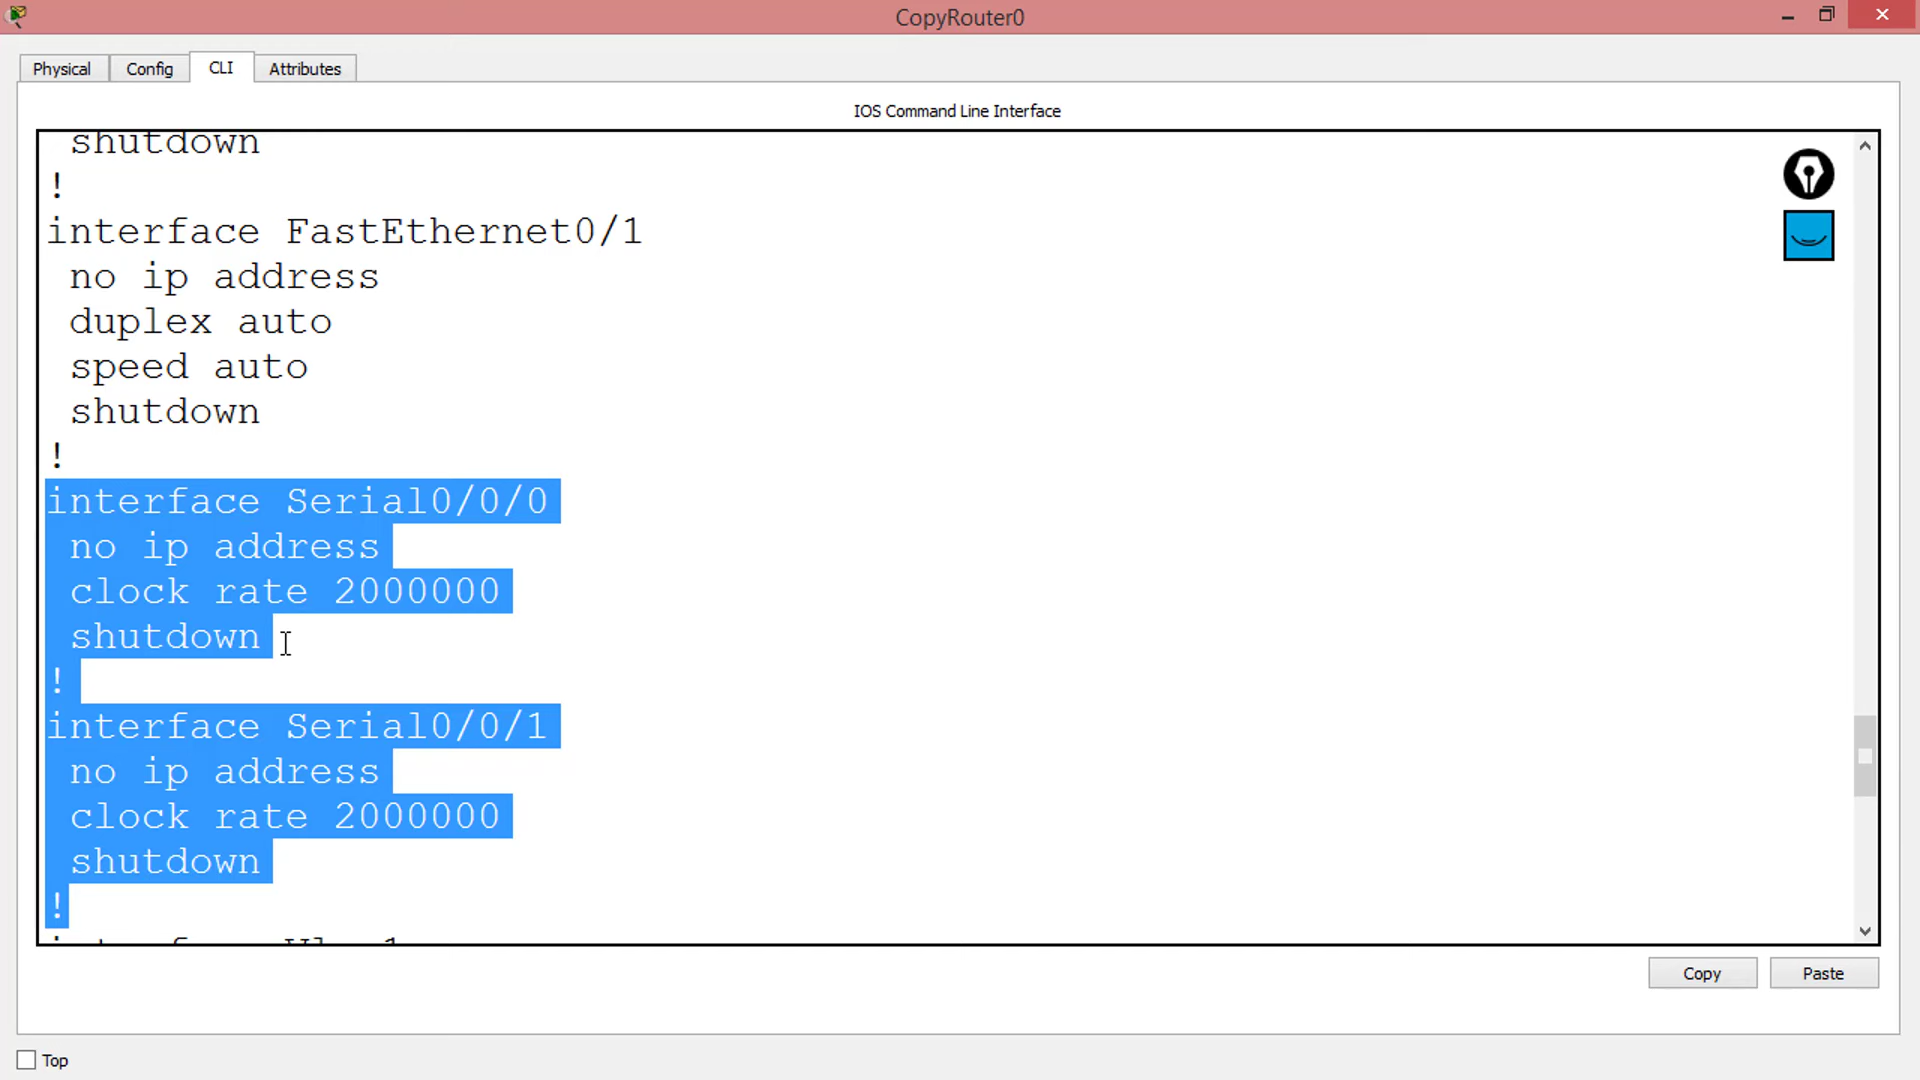 CopyRouter0
Physical Config CLI Attributes
IOS Command Line Interface
shutdown
!
interface FastEthernet0/1
no ip address
duplex auto
speed auto
shutdown
!
interface Serial0/0/0
no ip address
clock rate 2000000
shutdown
!
interface Serial0/0/1
no ip address
clock rate 2000000
shutdown
!
Copy Paste
Top